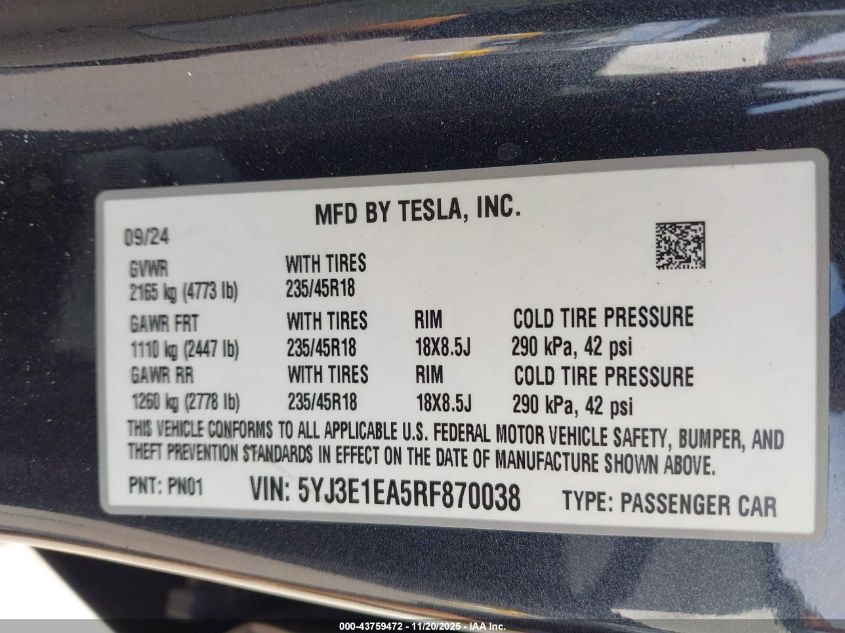 MFD BY TESLA, INC.
09/24
GVWR WITH TIRES
2165 kg (4773 lb) 235/45R18
GAWR FRT WITH TIRES RIM COLD TIRE PRESSURE
1110 kg (2447 lb) 235/45R18 18X8.5J 290 kPa, 42 psi
GAWR RR WITH TIRES RIM COLD TIRE PRESSURE
1260 kg (2778 lb) 235/45R18 18X8.5J 290 kPa, 42 psi
THIS VEHICLE CONFORMS TO ALL APPLICABLE U.S. FEDERAL MOTOR VEHICLE SAFETY, BUMPER, AND
THEFT PREVENTION STANDARDS IN EFFECT ON THE DATE OF MANUFACTURE SHOWN ABOVE.
PNT: PN01 VIN: 5YJ3E1EA5RF870038 TYPE: PASSENGER CAR
000-43759472 — 11/20/2025 — IAA Inc.